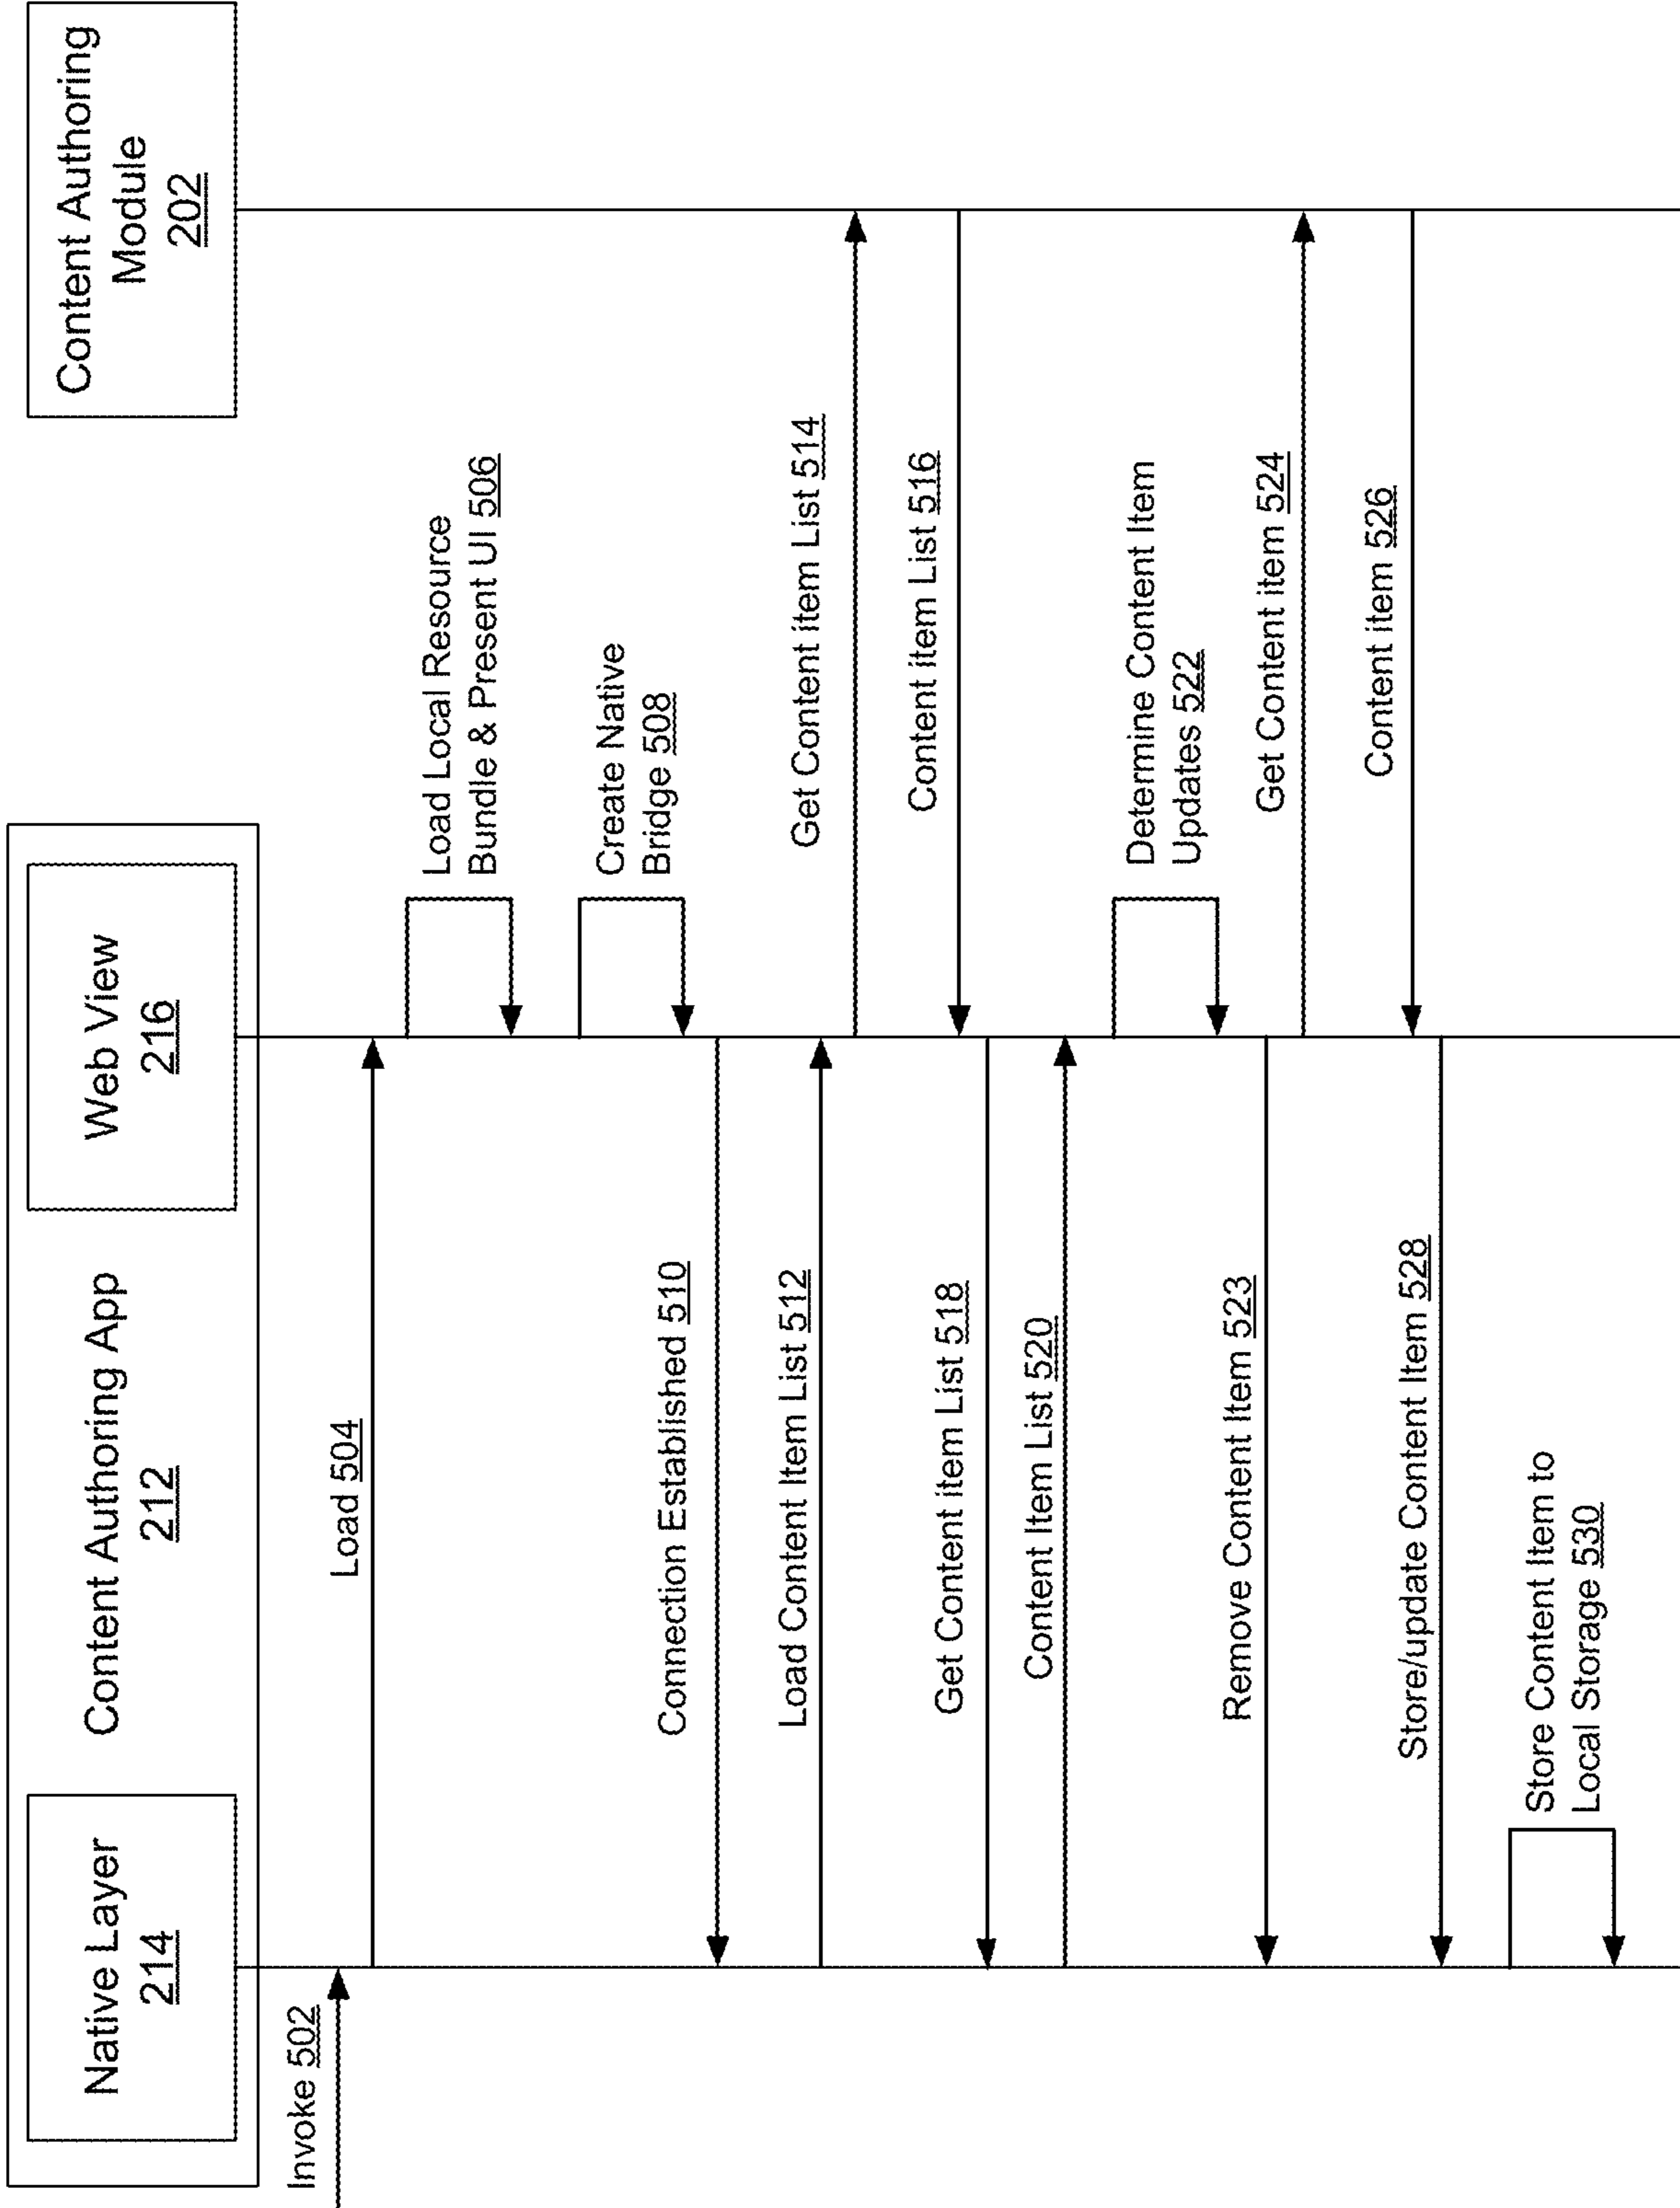 Content Authoring App
212
Native Layer
214
Web View
216
Content Authoring
Module
202
Invoke 502
Load 504
Load Local Resource
Bundle & Present UI 506
Create Native
Bridge 508
Connection Established 510
Load Content Item List 512
Get Content item List 514
Content item List 516
Get Content item List 518
Content Item List 520
Determine Content Item
Updates 522
Remove Content Item 523
Get Content item 524
Content item 526
Store/update Content Item 528
Store Content Item to
Local Storage 530